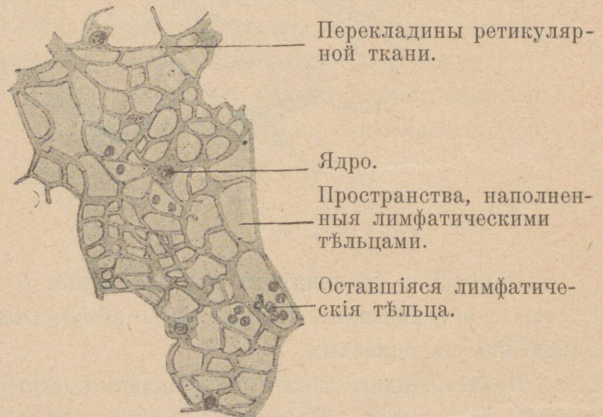 Перекладины ретикуляр-
ной ткани.
Ядро.
Пространства, наполнен-
ныя лимфатическими
тѣльцами.
Оставшіяся лимфатиче-
скія тѣльца.